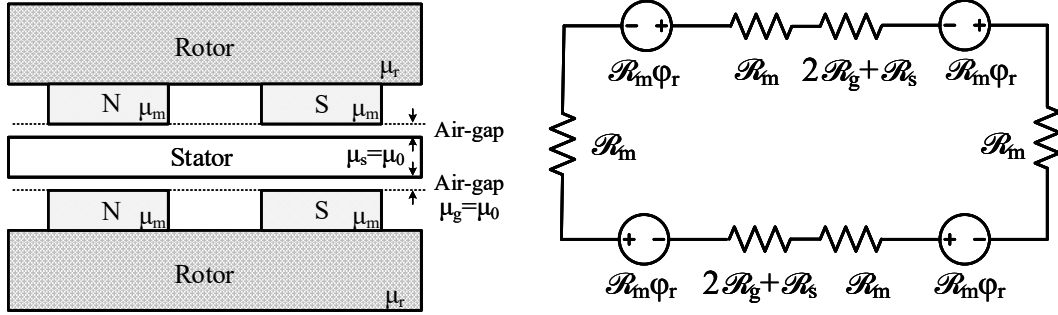 Rotor
μr
N μm S μm
Air-gap
Stator μs=μ0
Air-gap
μg=μ0
N μm S μm
Rotor
μr
- + - +
ℛmφr ℛm 2ℛg+ℛs ℛmφr
ℛm ℛm
+ - + -
ℛmφr 2ℛg+ℛs ℛm ℛmφr